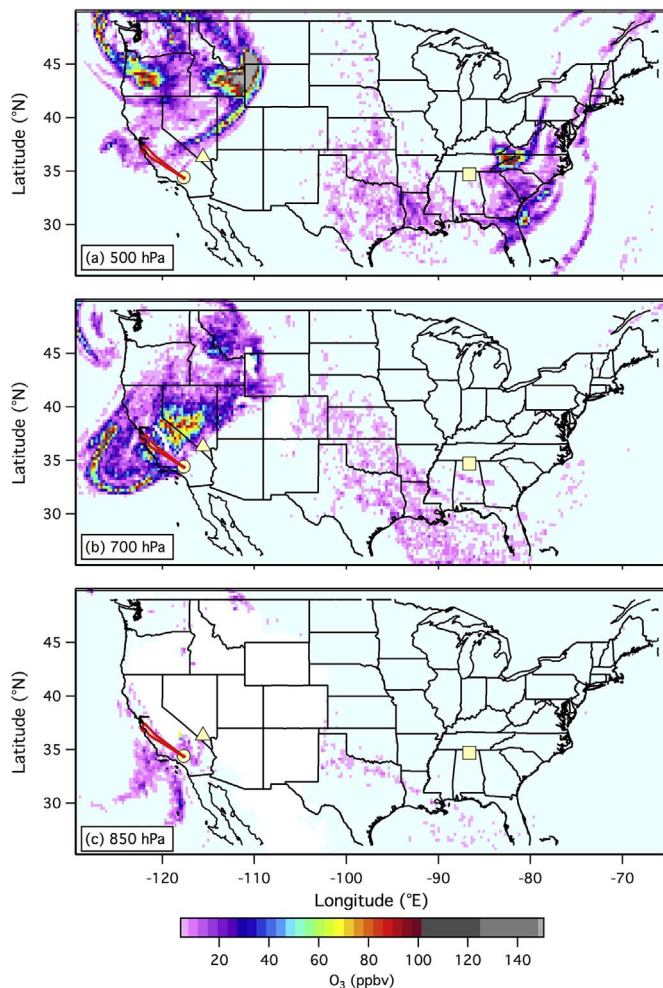 45
40
35
30
Latitude (°N)
(a) 500 hPa
45
40
35
30
Latitude (°N)
(b) 700 hPa
45
40
35
30
Latitude (°N)
(c) 850 hPa
-120 -110 -100 -90 -80 -70
Longitude (°E)
20 40 60 80 100 120 140
O₃ (ppbv)